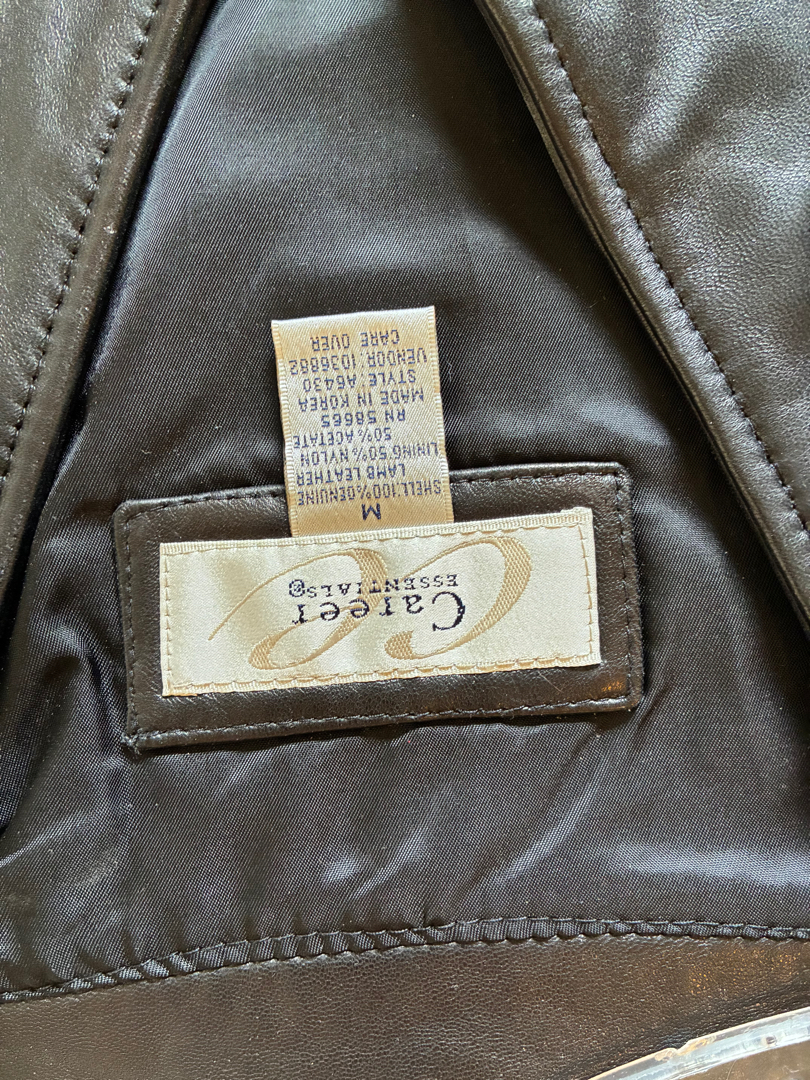 Career
ESSENTIALS®
M
SHELL:100%GENUINE
LAMB LEATHER
LINING:50%NYLON
50%ACETATE
RN 58665
MADE IN KOREA
STYLE:A6430
VENDOR:1036882
CARE OVER